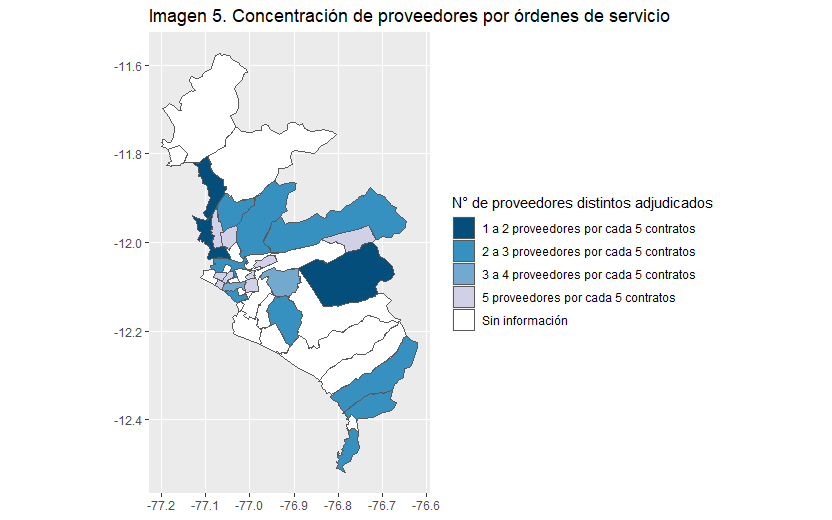 Imagen 5. Concentración de proveedores por órdenes de servicio
-11.6
-11.8
-12.0
-12.2
-12.4
-77.2 -77.1 -77.0 -76.9 -76.8 -76.7 -76.6
N° de proveedores distintos adjudicados
1 a 2 proveedores por cada 5 contratos
2 a 3 proveedores por cada 5 contratos
3 a 4 proveedores por cada 5 contratos
5 proveedores por cada 5 contratos
Sin información